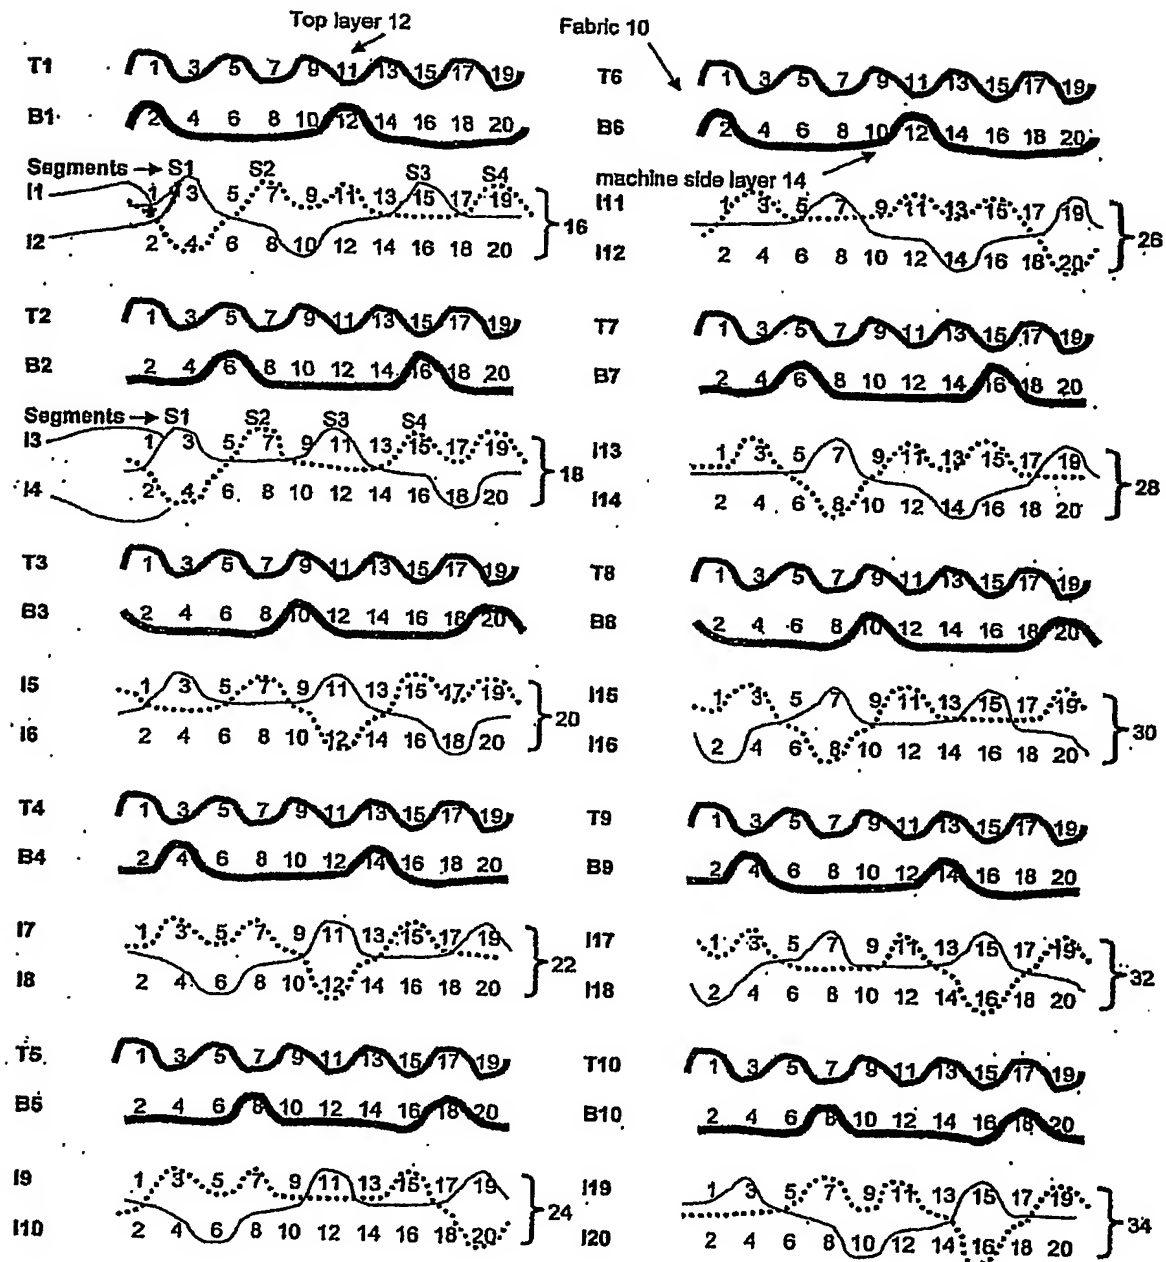 Top layer 12
Fabric 10
T1 1 3 5 7 9 11 13 15 17 19
B1 2 4 6 8 10 12 14 16 18 20
Segments S1 S2 S3 S4
I1 1 3 5 7 9 11 13 15 17 19
16
I2 2 4 6 8 10 12 14 16 18 20
T2 1 3 5 7 9 11 13 15 17 19
B2 2 4 6 8 10 12 14 16 18 20
Segments S1 S2 S3 S4
I3 1 3 5 7 9 11 13 15 17 19
18
I4 2 4 6 8 10 12 14 16 18 20
T3 1 3 5 7 9 11 13 15 17 19
B3 2 4 6 8 10 12 14 16 18 20
I5 1 3 5 7 9 11 13 15 17 19
20
I6 2 4 6 8 10 12 14 16 18 20
T4 1 3 5 7 9 11 13 15 17 19
B4 2 4 6 8 10 12 14 16 18 20
I7 1 3 5 7 9 11 13 15 17 19
22
I8 2 4 6 8 10 12 14 16 18 20
T5 1 3 5 7 9 11 13 15 17 19
B5 2 4 6 8 10 12 14 16 18 20
I9 1 3 5 7 9 11 13 15 17 19
24
I10 2 4 6 8 10 12 14 16 18 20
T6 1 3 5 7 9 11 13 15 17 19
B6 2 4 6 8 10 12 14 16 18 20
machine side layer 14
I11 1 3 5 7 9 11 13 15 17 19
26
I12 2 4 6 8 10 12 14 16 18 20
T7 1 3 5 7 9 11 13 15 17 19
B7 2 4 6 8 10 12 14 16 18 20
I13 1 3 5 7 9 11 13 15 17 19
28
I14 2 4 6 8 10 12 14 16 18 20
T8 1 3 5 7 9 11 13 15 17 19
B8 2 4 6 8 10 12 14 16 18 20
I15 1 3 5 7 9 11 13 15 17 19
30
I16 2 4 6 8 10 12 14 16 18 20
T9 1 3 5 7 9 11 13 15 17 19
B9 2 4 6 8 10 12 14 16 18 20
I17 1 3 5 7 9 11 13 15 17 19
32
I18 2 4 6 8 10 12 14 16 18 20
T10 1 3 5 7 9 11 13 15 17 19
B10 2 4 6 8 10 12 14 16 18 20
I19 1 3 5 7 9 11 13 15 17 19
34
I20 2 4 6 8 10 12 14 16 18 20